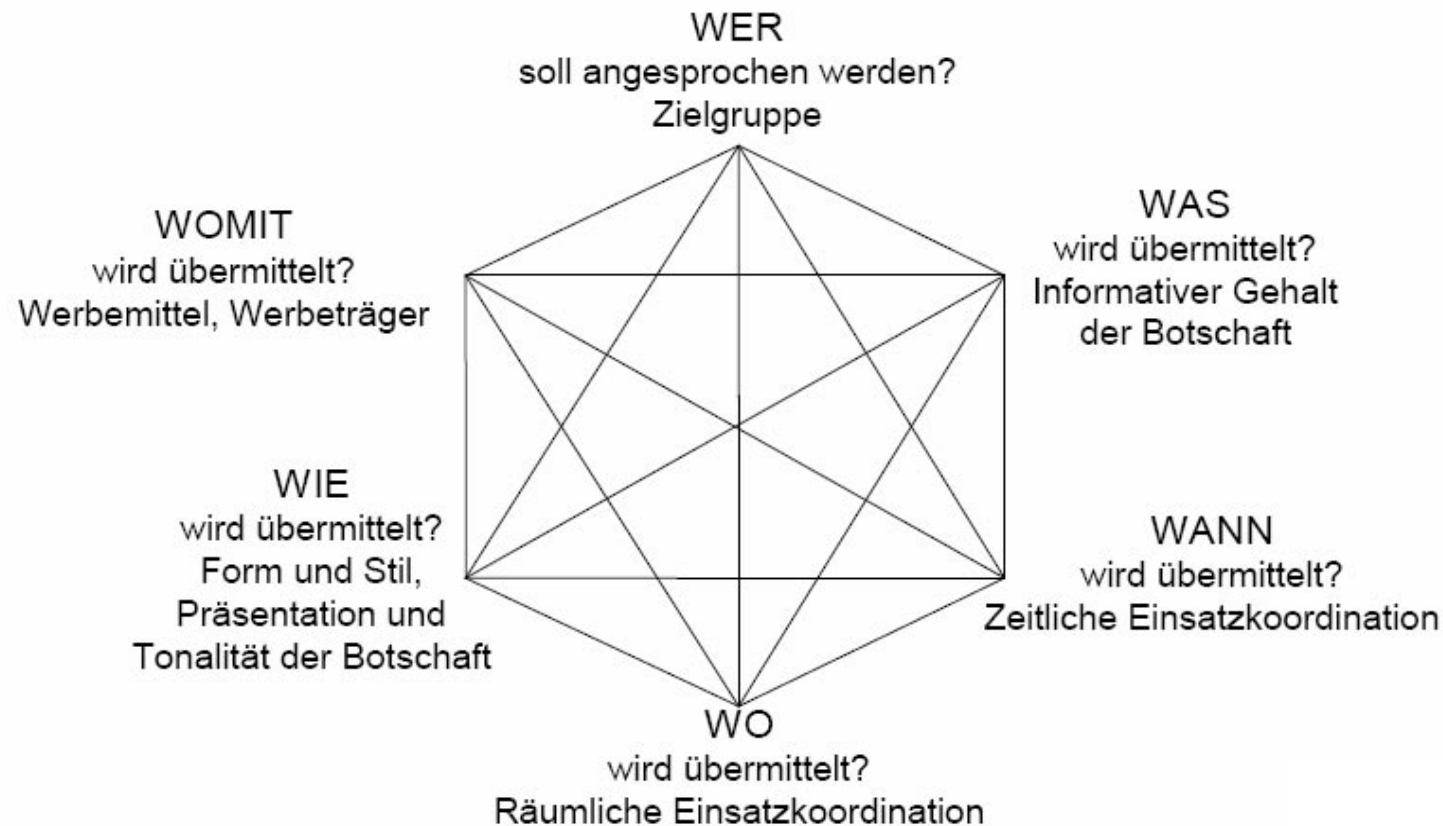 WER
soll angesprochen werden?
Zielgruppe
WAS
wird übermittelt?
Informativer Gehalt
der Botschaft
WANN
wird übermittelt?
Zeitliche Einsatzkoordination
WO
wird übermittelt?
Räumliche Einsatzkoordination
WIE
wird übermittelt?
Form und Stil,
Präsentation und
Tonalität der Botschaft
WOMIT
wird übermittelt?
Werbemittel, Werbeträger